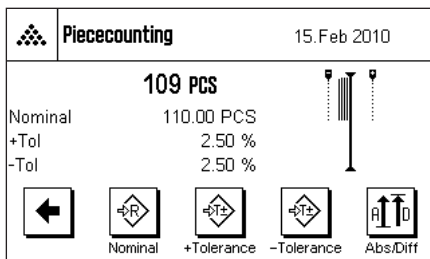 Piececounting 15.Feb 2010
109 PCS
Nominal 110.00 PCS
+Tol 2.50 %
-Tol 2.50 %
R T± T± A D
Nominal +Tolerance -Tolerance Abs/Diff